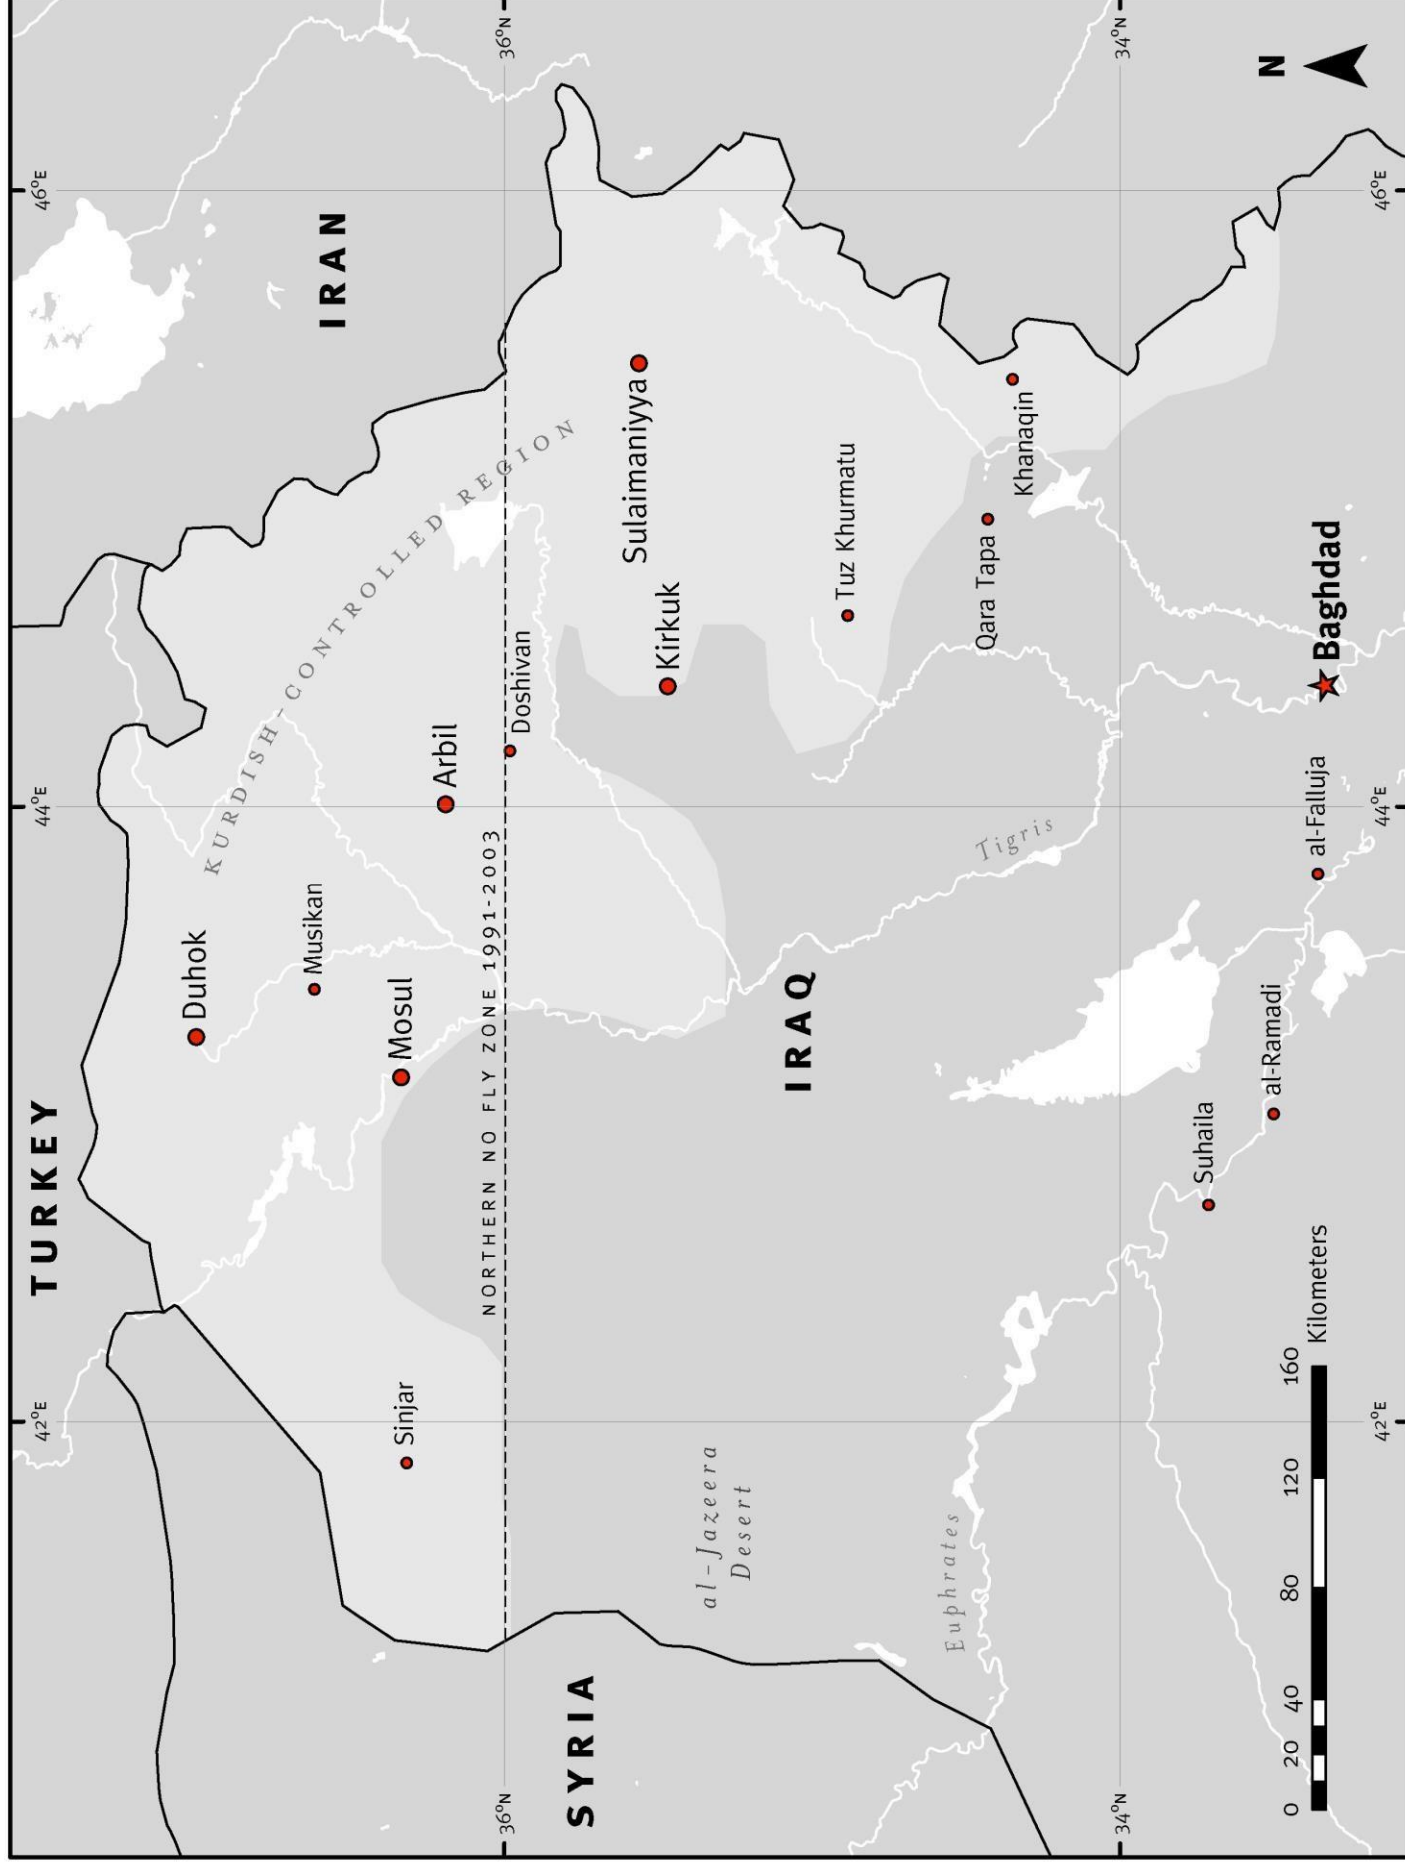 42°E
44°E
46°E
TURKEY
IRAN
Duhok
KURDISH-CONTROLLED REGION
Musikan
Mosul
Arbil
Sinjar
NORTHERN NO FLY ZONE 1991-2003
36°N
36°N
Doshivan
SYRIA
Sulaimaniyya
Kirkuk
al-Jazeera
Desert
IRAQ
Tuz Khurmatu
Euphrates
Tigris
Qara Tapa
Khanaqin
34°N
34°N
Suhaila
al-Ramadi
al-Falluja
Baghdad
N
0 20 40 80 120 160
Kilometers
42°E
44°E
46°E